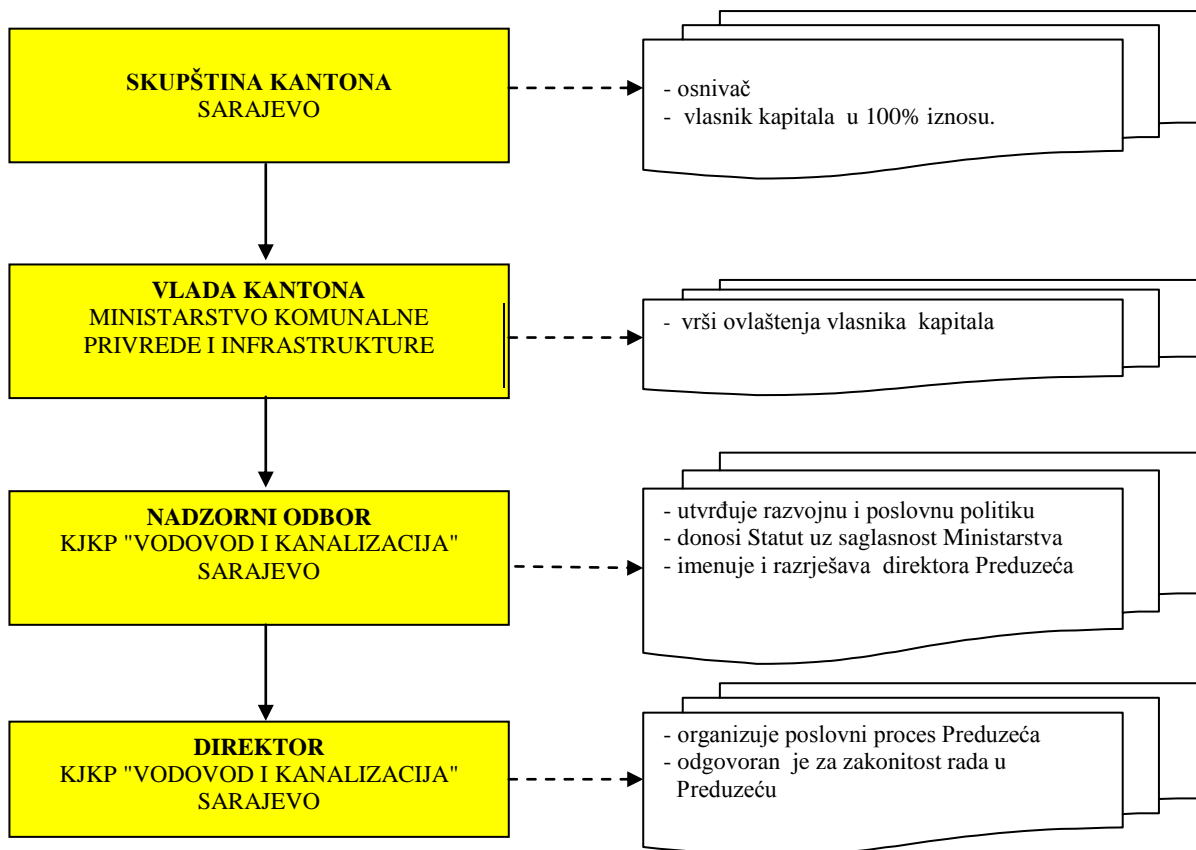 SKUPŠTINA KANTONA
SARAJEVO
- osnivač
- vlasnik kapitala u 100% iznosu.
VLADA KANTONA
MINISTARSTVO KOMUNALNE
PRIVREDE I INFRASTRUKTURE
- vrši ovlaštenja vlasnika kapitala
NADZORNI ODBOR
KJKP "VODOVOD I KANALIZACIJA"
SARAJEVO
- utvrđuje razvojnu i poslovnu politiku
- donosi Statut uz saglasnost Ministarstva
- imenuje i razrješava direktora Preduzeća
DIREKTOR
KJKP "VODOVOD I KANALIZACIJA"
SARAJEVO
- organizuje poslovni proces Preduzeća
- odgovoran je za zakonitost rada u
Preduzeću